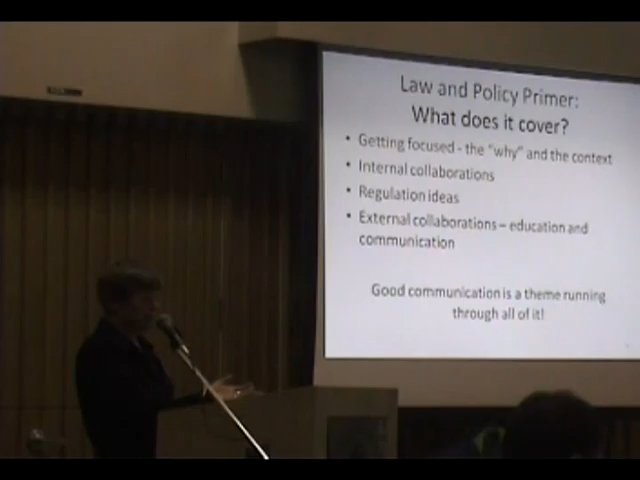 Law and Policy Primer:
What does it cover?
• Getting focused - the "why" and the context
• Internal collaborations
• Regulation ideas
• External collaborations – education and
communication
Good communication is a theme running
through all of it!